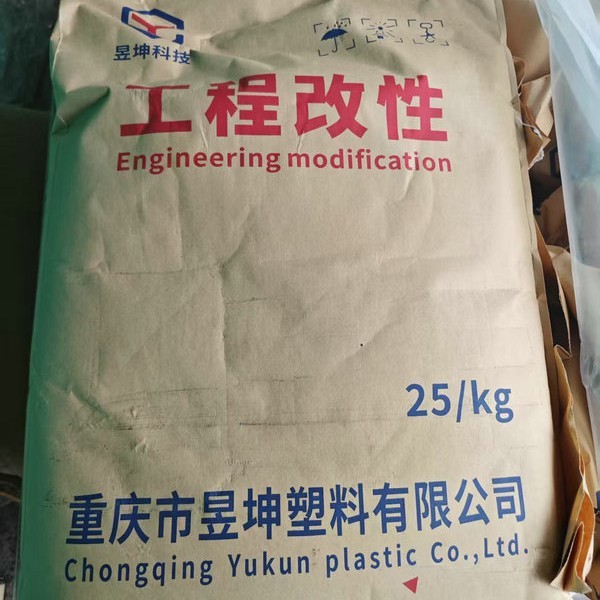 昱坤科技
工程改性
Engineering modification
25/kg
重庆市昱坤塑料有限公司
Chongqing Yukun plastic Co.,Ltd.